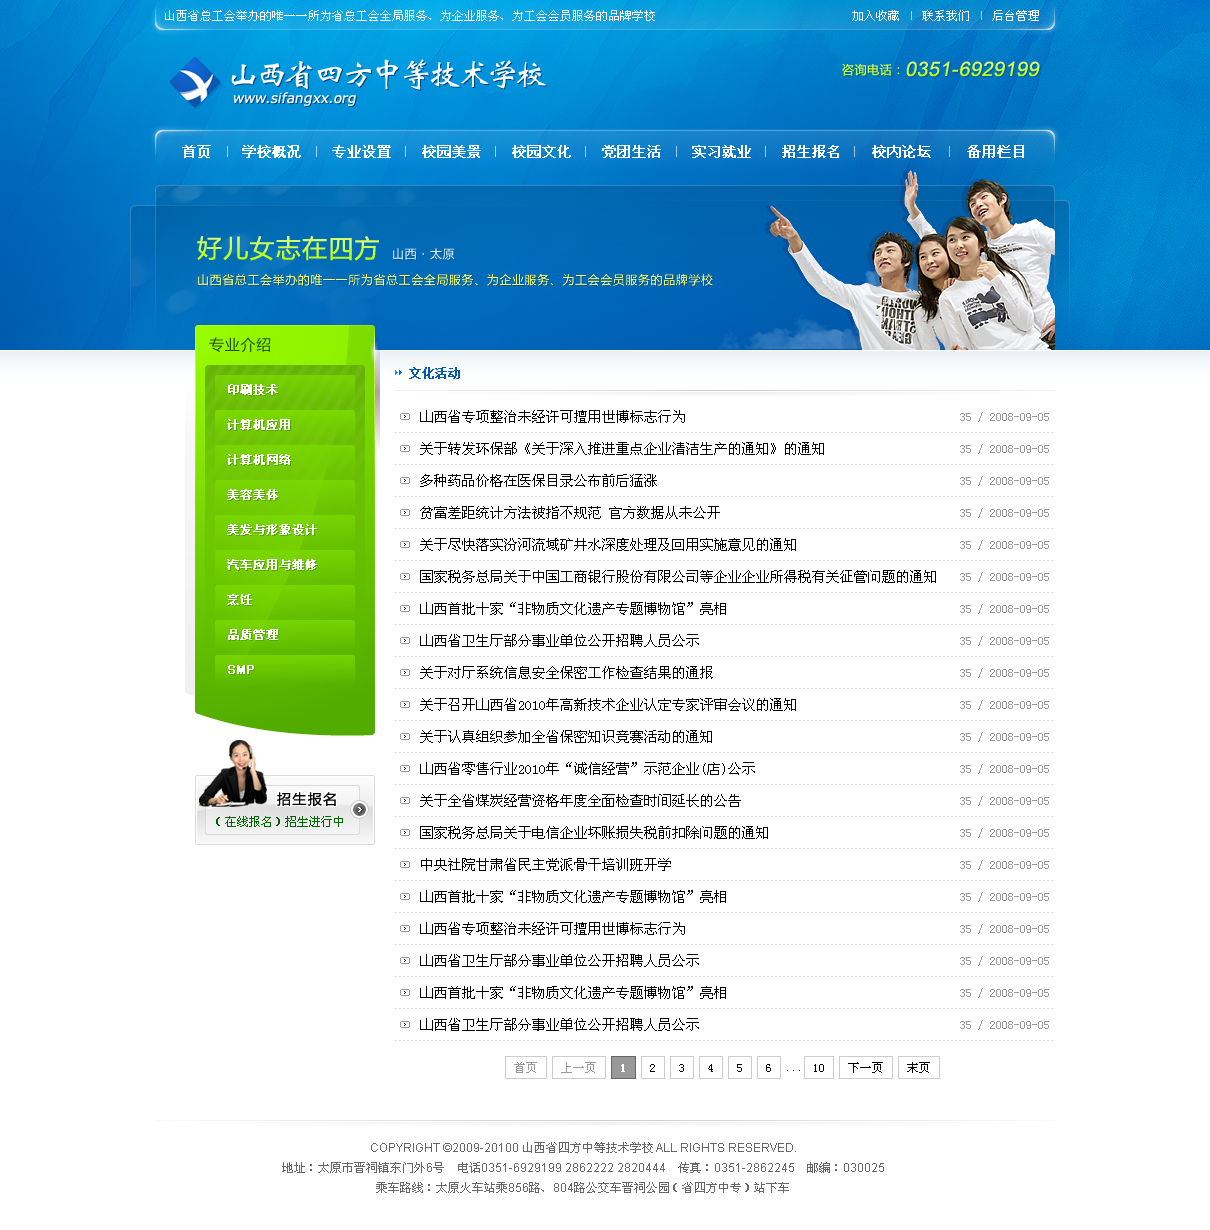 山西省总工会举办的唯一一所为省总工会全局服务、为企业服务、为工会会员服务的品牌学校
加入收藏 | 联系我们 | 后台管理
山西省四方中等技术学校
www.sifangxx.org
咨询电话：0351-6929199
首页 | 学校概况 | 专业设置 | 校园美景 | 校园文化 | 党团生活 | 实习就业 | 招生报名 | 校内论坛 | 备用栏目
好儿女志在四方 山西 · 太原
山西省总工会举办的唯一一所为省总工会全局服务、为企业服务、为工会会员服务的品牌学校
专业介绍
印刷技术
计算机应用
计算机网络
美容美体
美发与形象设计
汽车应用与维修
烹饪
品质管理
SMP
招生报名
（在线报名）招生进行中
文化活动
山西省专项整治未经许可擅用世博标志行为 35 / 2008-09-05
关于转发环保部《关于深入推进重点企业清洁生产的通知》的通知 35 / 2008-09-05
多种药品价格在医保目录公布前后猛涨 35 / 2008-09-05
贫富差距统计方法被指不规范 官方数据从未公开 35 / 2008-09-05
关于尽快落实汾河流域矿井水深度处理及回用实施意见的通知 35 / 2008-09-05
国家税务总局关于中国工商银行股份有限公司等企业企业所得税有关征管问题的通知 35 / 2008-09-05
山西首批十家“非物质文化遗产专题博物馆”亮相 35 / 2008-09-05
山西省卫生厅部分事业单位公开招聘人员公示 35 / 2008-09-05
关于对厅系统信息安全保密工作检查结果的通报 35 / 2008-09-05
关于召开山西省2010年高新技术企业认定专家评审会议的通知 35 / 2008-09-05
关于认真组织参加全省保密知识竞赛活动的通知 35 / 2008-09-05
山西省零售行业2010年“诚信经营”示范企业(店)公示 35 / 2008-09-05
关于全省煤炭经营资格年度全面检查时间延长的公告 35 / 2008-09-05
国家税务总局关于电信企业坏账损失税前扣除问题的通知 35 / 2008-09-05
中央社院甘肃省民主党派骨干培训班开学 35 / 2008-09-05
山西首批十家“非物质文化遗产专题博物馆”亮相 35 / 2008-09-05
山西省专项整治未经许可擅用世博标志行为 35 / 2008-09-05
山西省卫生厅部分事业单位公开招聘人员公示 35 / 2008-09-05
山西首批十家“非物质文化遗产专题博物馆”亮相 35 / 2008-09-05
山西省卫生厅部分事业单位公开招聘人员公示 35 / 2008-09-05
首页 上一页 1 2 3 4 5 6 ... 10 下一页 末页
COPYRIGHT ©2009-20100 山西省四方中等技术学校 ALL RIGHTS RESERVED.
地址：太原市晋祠镇东门外6号 电话0351-6929199 2862222 2820444 传真：0351-2862245 邮编：030025
乘车路线：太原火车站乘856路、804路公交车晋祠公园（省四方中专）站下车